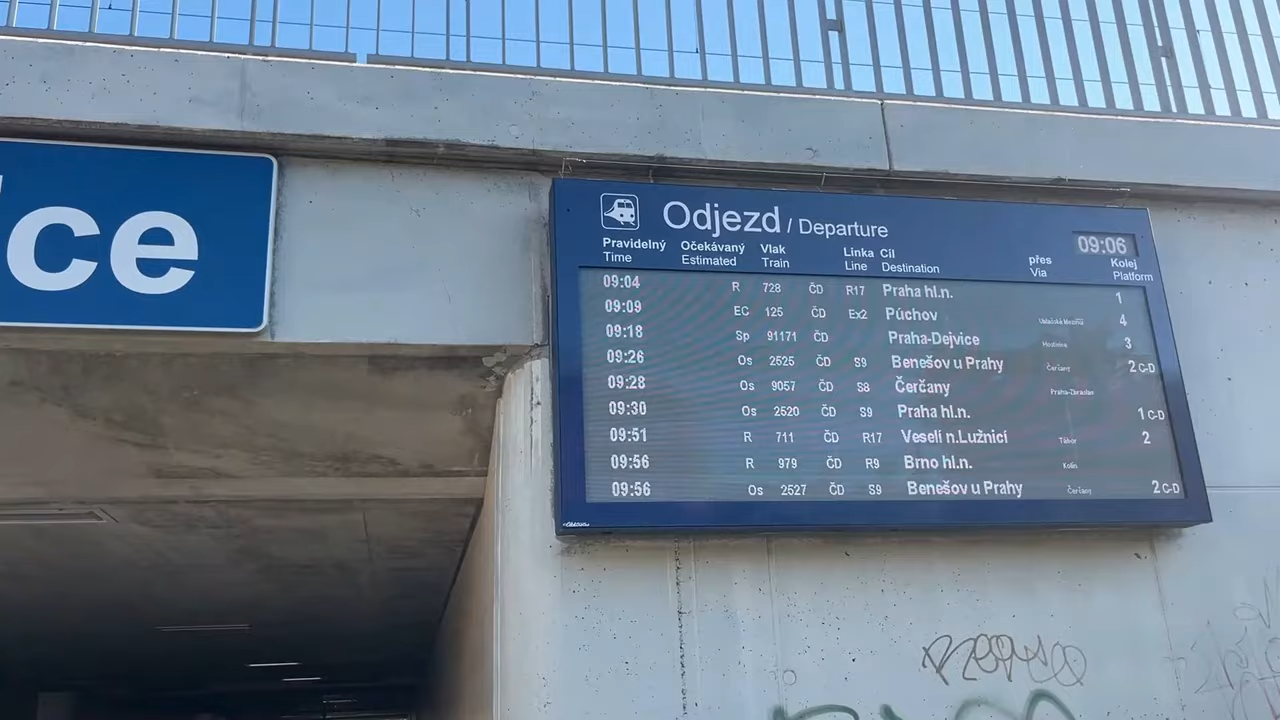 ice
Odjezd / Departure
09:06
Pravidelný Očekávaný Vlak Linka Cíl přes Kolej
Time Estimated Train Line Destination Via Platform
09:04 R 728 ČD R17 Praha hl.n. 1
09:09 EC 125 ČD Ex2 Púchov 4
09:18 Sp 91171 ČD Praha-Dejvice Hostivice 3
09:26 Os 2525 ČD S9 Benešov u Prahy Čerčany 2 C-D
09:28 Os 9057 ČD S8 Čerčany Praha-Zbraslav
09:30 Os 2520 ČD S9 Praha hl.n. 1 C-D
09:51 R 711 ČD R17 Veselí n.Lužnicí Tábor 2
09:56 R 979 ČD R9 Brno hl.n. Kolín
09:56 Os 2527 ČD S9 Benešov u Prahy Čerčany 2 C-D